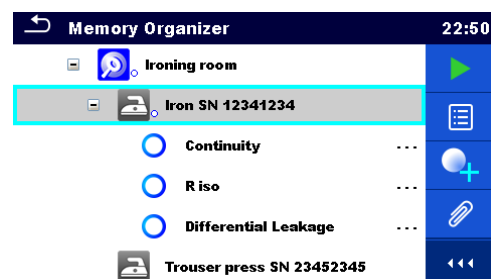 Memory Organizer 22:50
Ironing room
Iron SN 12341234
Continuity ---
R iso ---
Differential Leakage ---
Trouser press SN 23452345